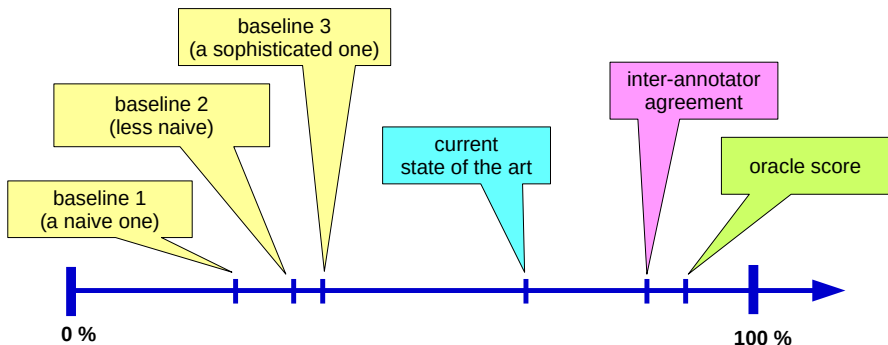 baseline 3
(a sophisticated one)
baseline 2
(less naive)
baseline 1
(a naive one)
current
state of the art
inter-annotator
agreement
oracle score
0 %
100 %